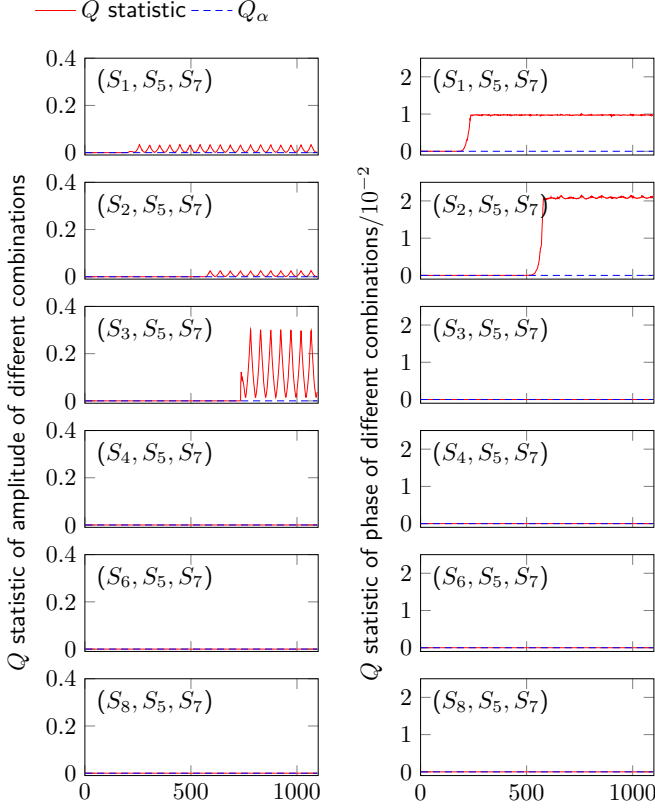 Q statistic Q_α
Q statistic of amplitude of different combinations
0.4
0.2
0
(S_1, S_5, S_7)
0.4
0.2
0
(S_2, S_5, S_7)
0.4
0.2
0
(S_3, S_5, S_7)
0.4
0.2
0
(S_4, S_5, S_7)
0.4
0.2
0
(S_6, S_5, S_7)
0.4
0.2
0
(S_8, S_5, S_7)
0 500 1000
Q statistic of phase of different combinations/10^{-2}
2
1
0
(S_1, S_5, S_7)
2
1
0
(S_2, S_5, S_7)
2
1
0
(S_3, S_5, S_7)
2
1
0
(S_4, S_5, S_7)
2
1
0
(S_6, S_5, S_7)
2
1
0
(S_8, S_5, S_7)
0 500 1000